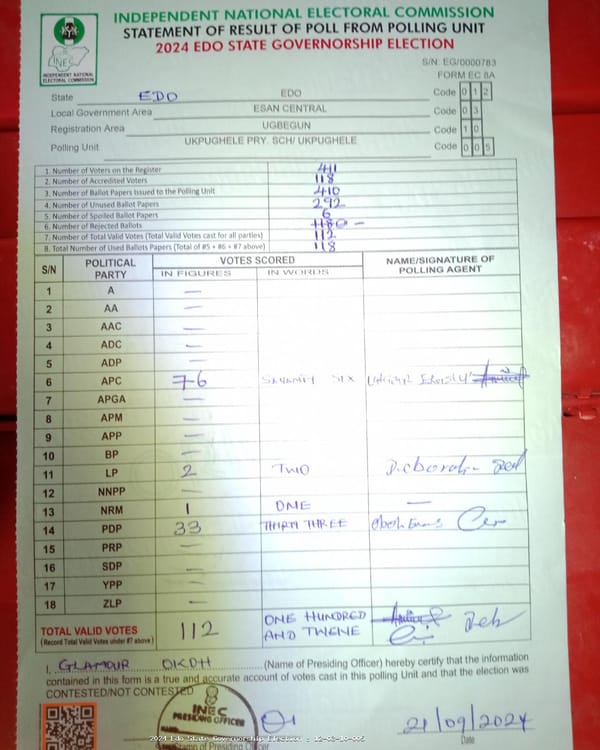 INDEPENDENT NATIONAL ELECTORAL COMMISSION
STATEMENT OF RESULT OF POLL FROM POLLING UNIT
2024 EDO STATE GOVERNORSHIP ELECTION
INEC
INDEPENDENT NATIONAL ELECTORAL COMMISSION
S/N: EG/0000783
FORM EC 8A
State EDO EDO Code 0 1 2
Local Government Area ESAN CENTRAL Code 0 3
Registration Area UGBEGUN Code 1 0
Polling Unit UKPUGHELE PRY. SCH/ UKPUGHELE Code 0 0 5
1. Number of Voters on the Register 411
2. Number of Accredited Voters 118
3. Number of Ballot Papers Issued to the Polling Unit 410
4. Number of Unused Ballot Papers 292
5. Number of Spoiled Ballot Papers 6
6. Number of Rejected Ballots –
7. Number of Total Valid Votes (Total Valid Votes cast for all parties) 112
8. Total Number of Used Ballots Papers (Total of #5 + #6 + #7 above) 118
S/N POLITICAL PARTY VOTES SCORED NAME/SIGNATURE OF POLLING AGENT
IN FIGURES IN WORDS
1 A —
2 AA —
3 AAC —
4 ADC —
5 ADP —
6 APC 76 SIX
7 APGA —
8 APM —
9 APP —
10 BP —
11 LP 2 TWO Deborah
12 NNPP —
13 NRM 1 ONE —
14 PDP 33 THREE
15 PRP —
16 SDP —
17 YPP —
18 ZLP —
TOTAL VALID VOTES 112 ONE HUNDRED
(Record Total Valid Votes under #7 above) AND TWENE
I, GLAMOUR OKOH (Name of Presiding Officer) hereby certify that the information
contained in this form is a true and accurate account of votes cast in this polling Unit and that the election was
CONTESTED/NOT CONTESTED
INEC
PRESIDING OFFICER
21/09/2024
Date
2024 Edo State Governorship Election : 12-03-10-005
Stamp of Presiding Officer